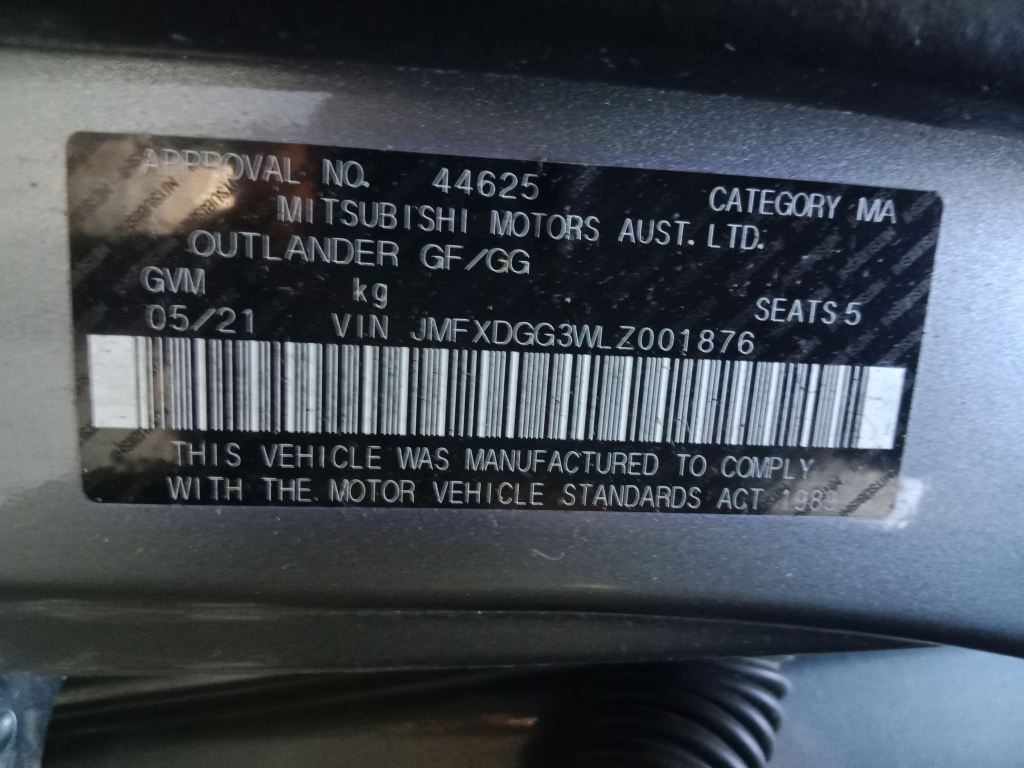 APPROVAL NO. 44625 CATEGORY MA
MITSUBISHI MOTORS AUST. LTD.
OUTLANDER GF/GG
GVM kg SEATS 5
05/21 VIN JMFXDGG3WLZ001876
THIS VEHICLE WAS MANUFACTURED TO COMPLY
WITH THE MOTOR VEHICLE STANDARDS ACT 1989